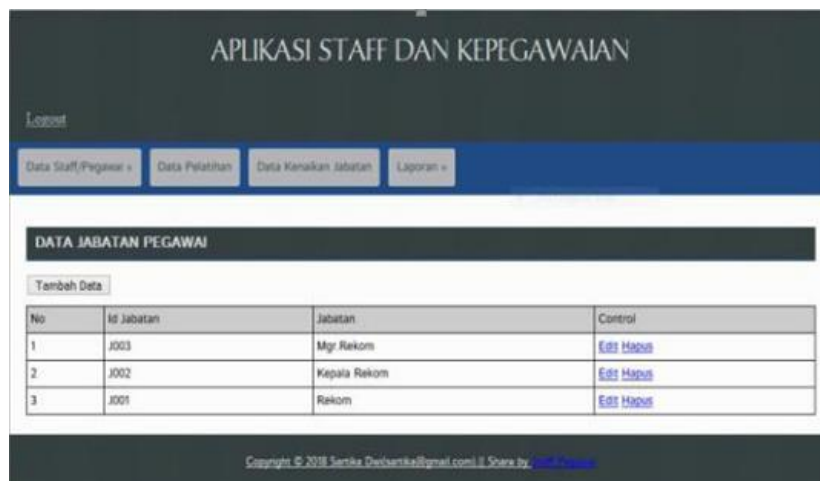 APLIKASI STAFF DAN KEPEGAWAIAN
Logout
Data Staff/Pegawai » Data Pelatihan Data Kenaikan Jabatan Laporan »
DATA JABATAN PEGAWAI
Tambah Data
No Id Jabatan Jabatan Control
1 J003 Mgr.Rekom Edit Hapus
2 J002 Kepala Rekom Edit Hapus
3 J001 Rekom Edit Hapus
Copyright © 2018 Sartika Dwi(sartika@gmail.com) || Share by Staff Pegawai